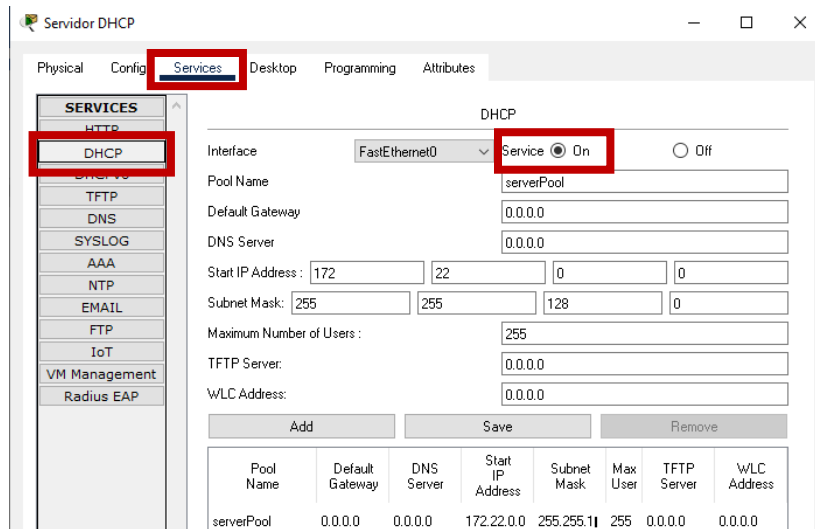 Servidor DHCP
Physical Config Services Desktop Programming Attributes
SERVICES
HTTP
DHCP
DHCPv6
TFTP
DNS
SYSLOG
AAA
NTP
EMAIL
FTP
IoT
VM Management
Radius EAP
DHCP
Interface FastEthernet0 Service On Off
Pool Name serverPool
Default Gateway 0.0.0.0
DNS Server 0.0.0.0
Start IP Address : 172 22 0 0
Subnet Mask: 255 255 128 0
Maximum Number of Users : 255
TFTP Server: 0.0.0.0
WLC Address: 0.0.0.0
Add Save Remove
Pool Name Default Gateway DNS Server Start IP Address Subnet Mask Max User TFTP Server WLC Address
serverPool 0.0.0.0 0.0.0.0 172.22.0.0 255.255.1 255 0.0.0.0 0.0.0.0